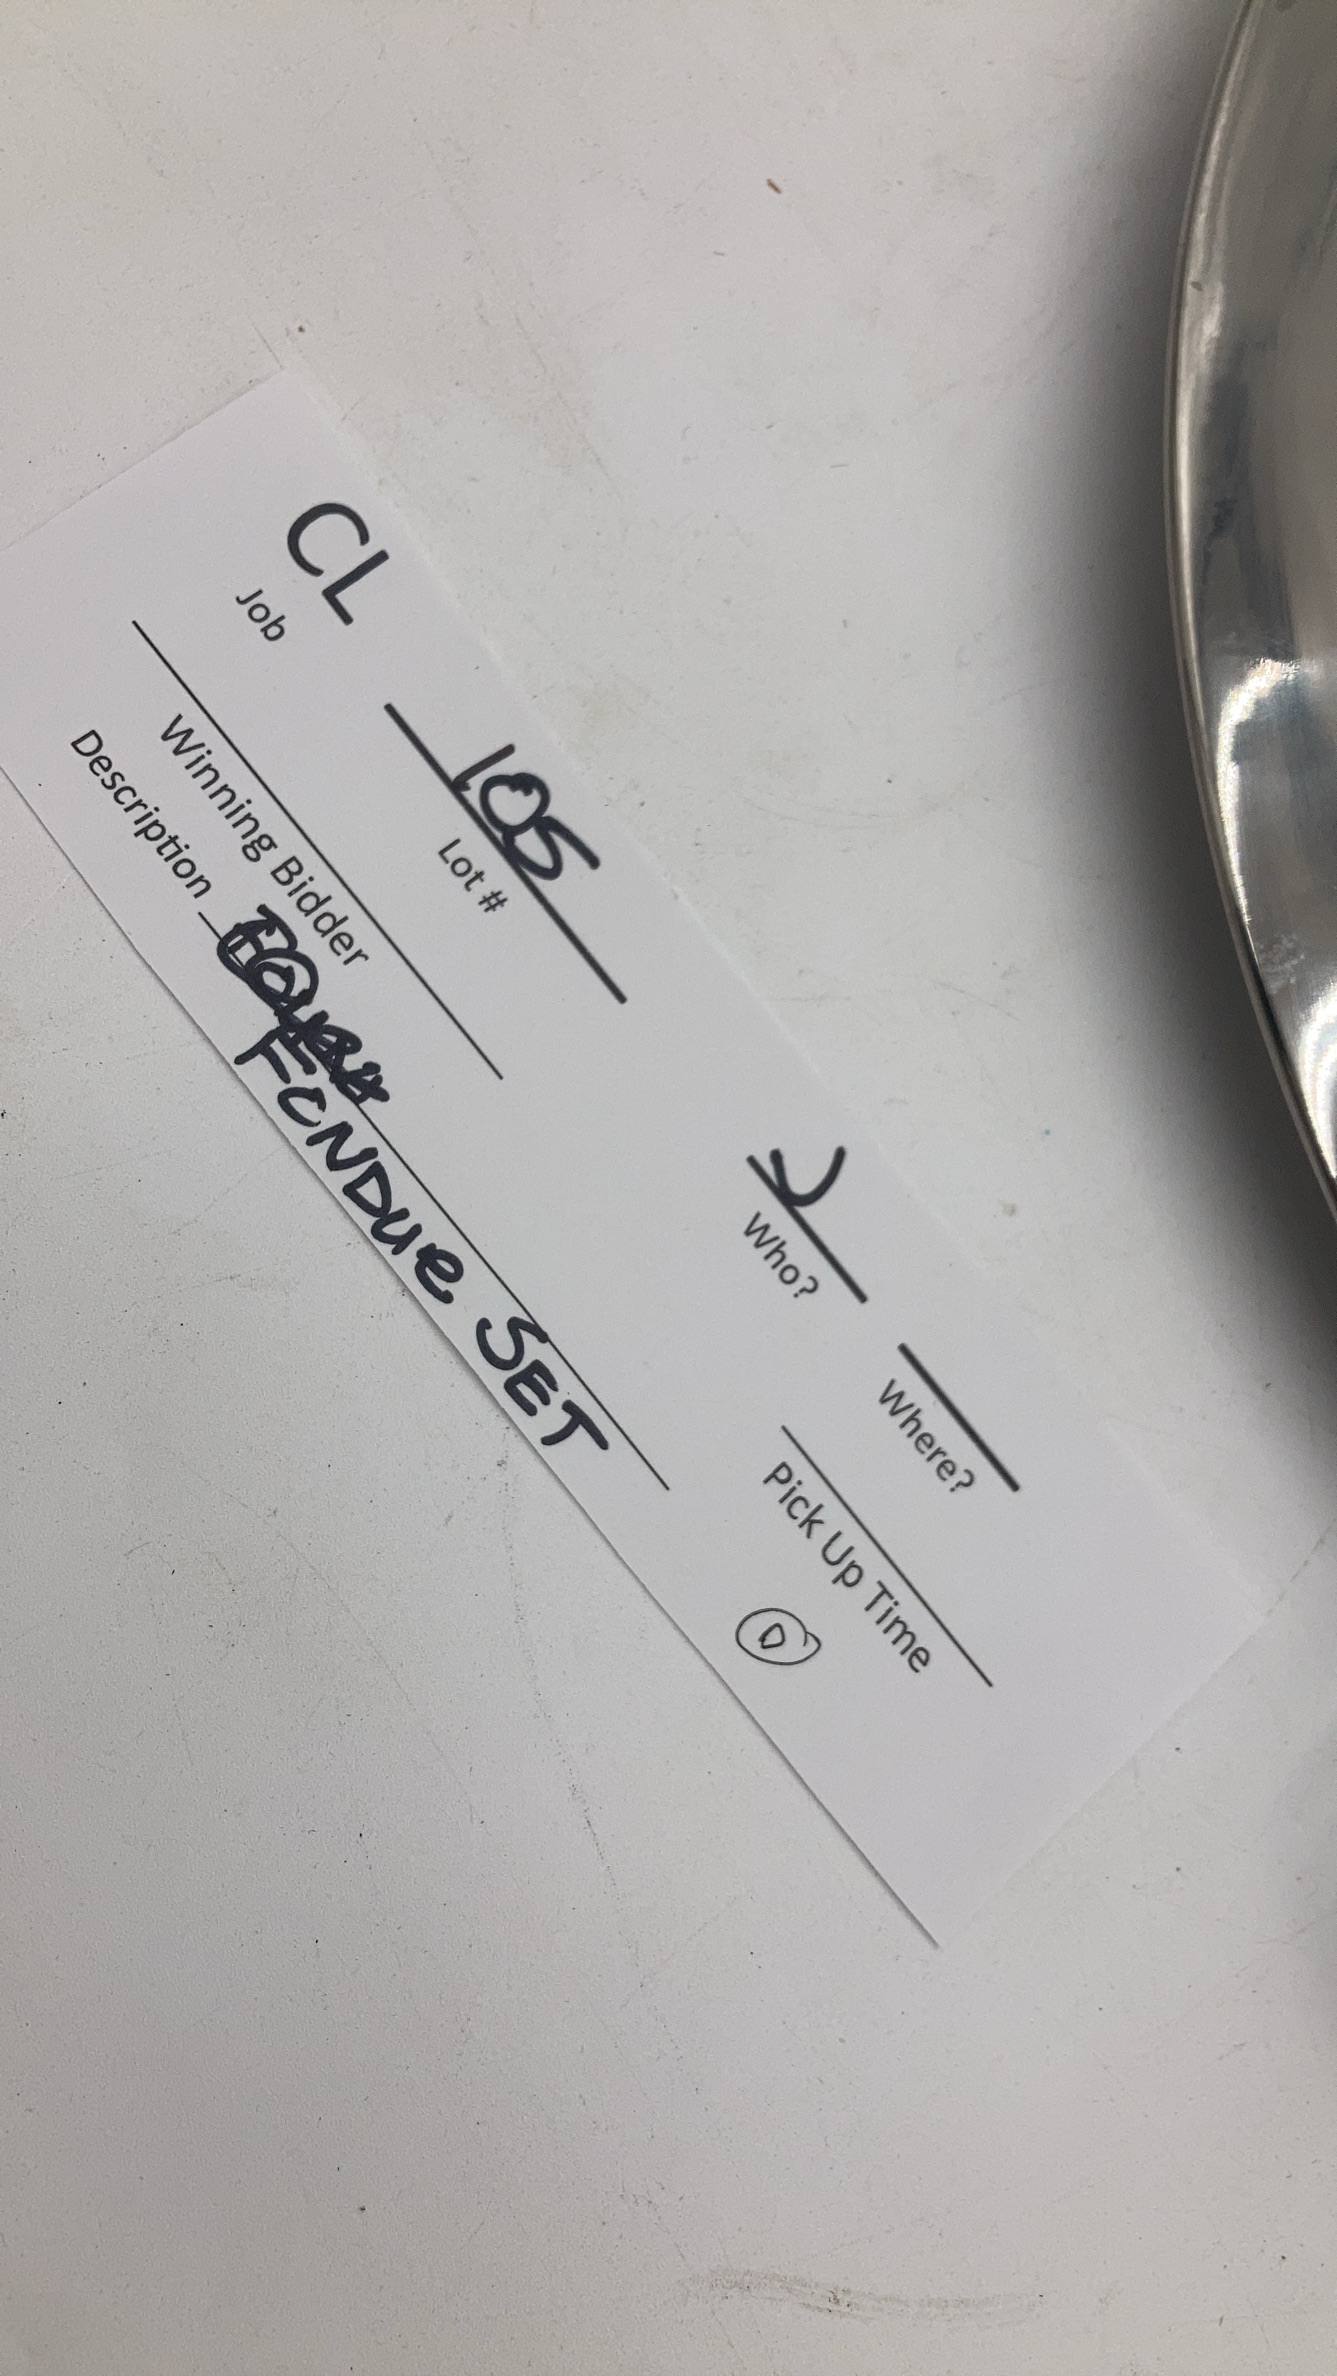 CL 105
Job Lot # Who? Where?
Winning Bidder Pick Up Time
Description
FONDUE SET D